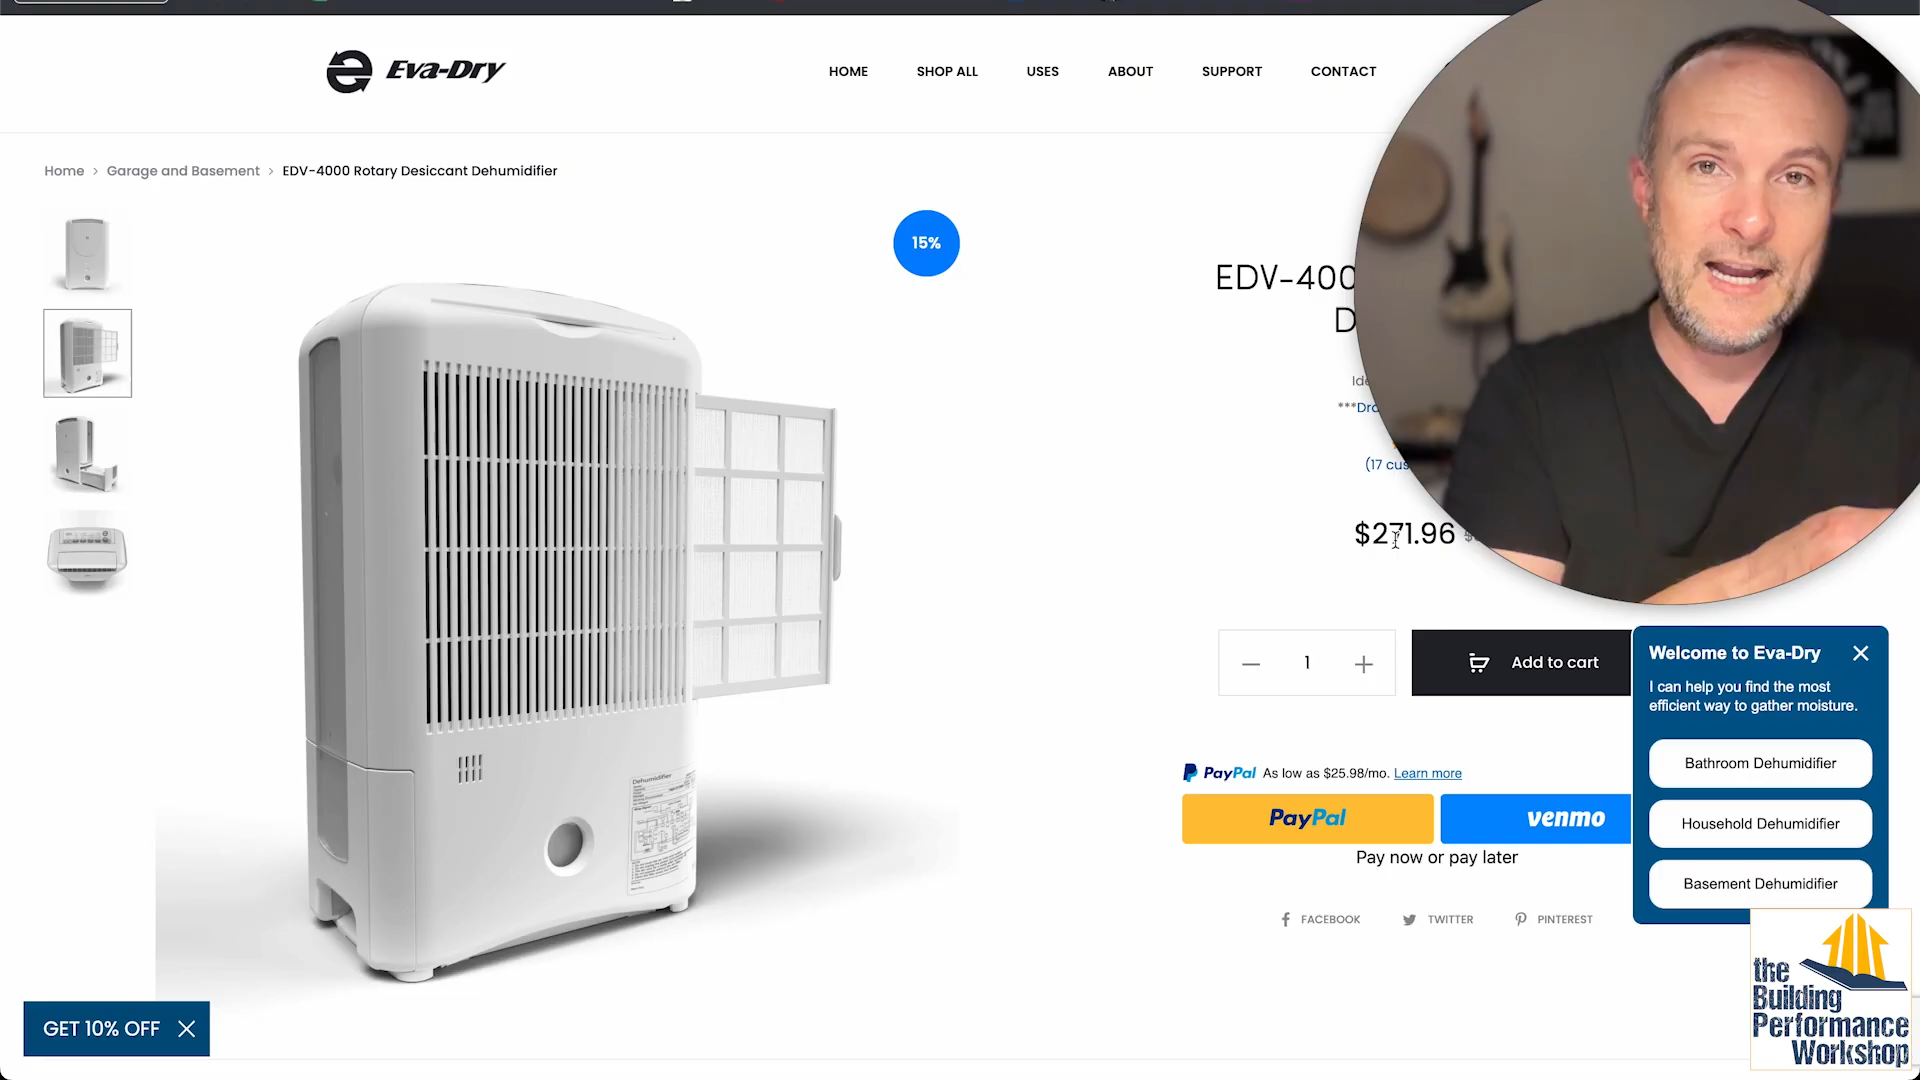 Eva-Dry
HOME SHOP ALL USES ABOUT SUPPORT CONTACT
Home > Garage and Basement > EDV-4000 Rotary Desiccant Dehumidifier
15%
EDV-400
D
***Dr
(17 cus
$271.96
1
Add to cart
PayPal As low as $25.98/mo. Learn more
PayPal
venmo
Pay now or pay later
FACEBOOK TWITTER PINTEREST
Dehumidifier
Welcome to Eva-Dry
I can help you find the most
efficient way to gather moisture.
Bathroom Dehumidifier
Household Dehumidifier
Basement Dehumidifier
GET 10% OFF
the
Building
Performance
Workshop